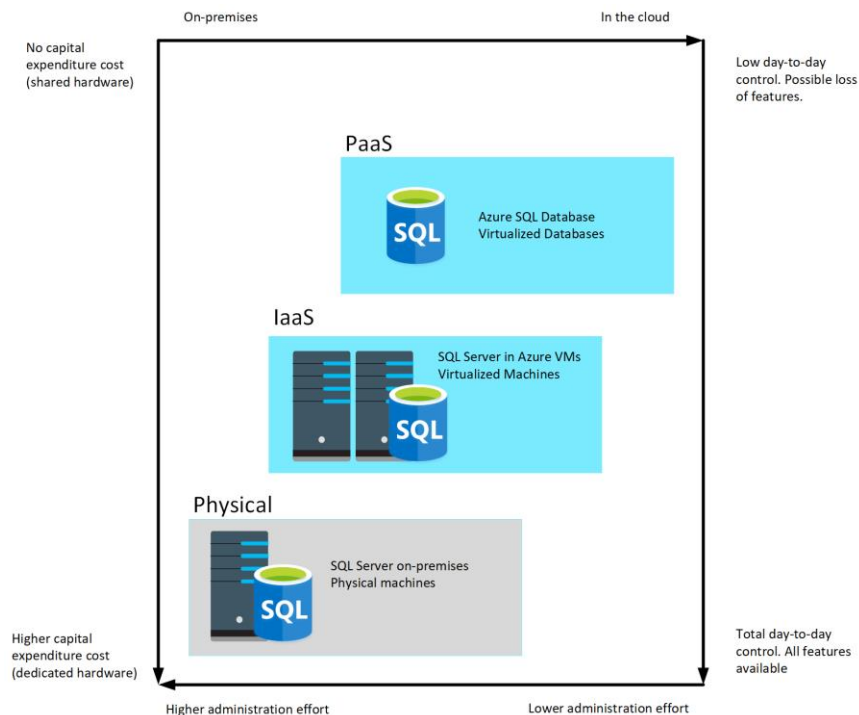 On-premises
In the cloud
No capital
expenditure cost
(shared hardware)
Low day-to-day
control. Possible loss
of features.
PaaS
SQL
Azure SQL Database
Virtualized Databases
IaaS
SQL Server in Azure VMs
Virtualized Machines
SQL
Physical
SQL Server on-premises
Physical machines
SQL
Higher capital
expenditure cost
(dedicated hardware)
Total day-to-day
control. All features
available
Higher administration effort
Lower administration effort